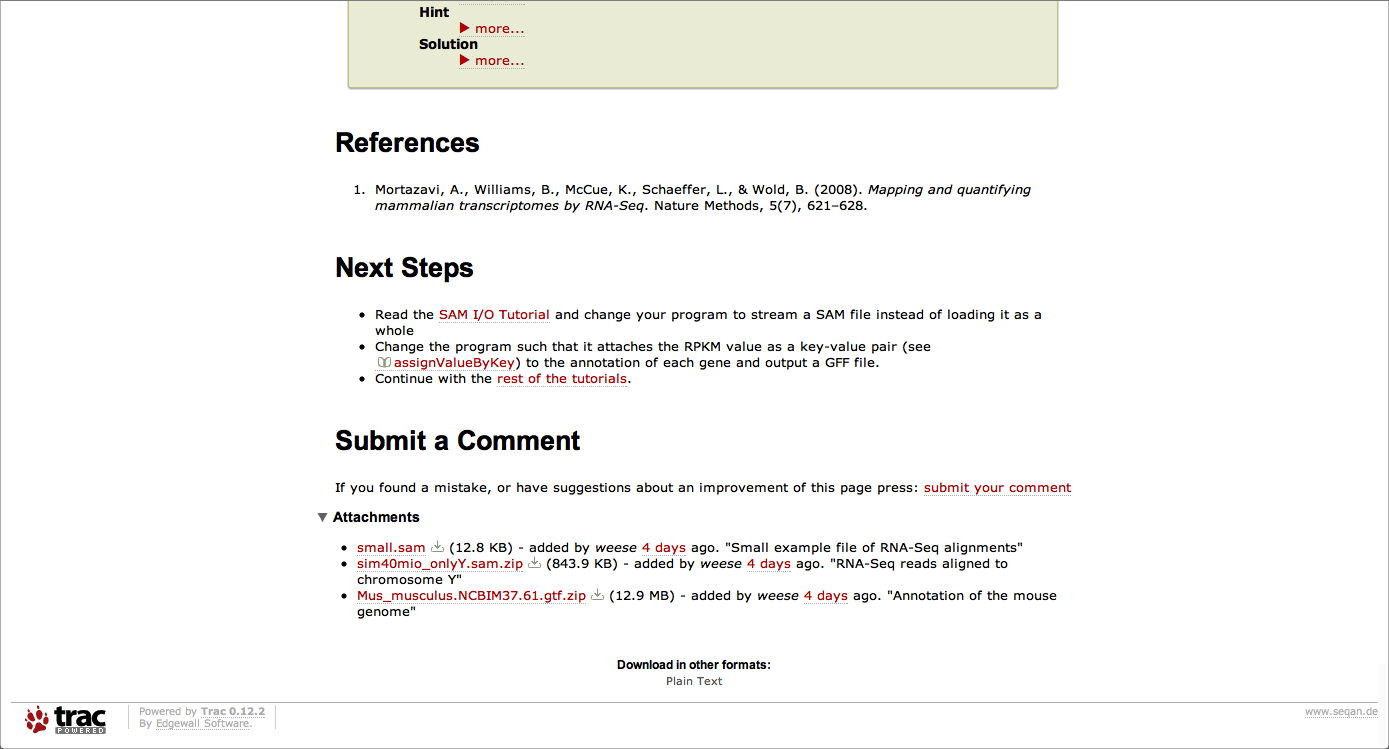 Hint
▶ more...
Solution
▶ more...
References
1. Mortazavi, A., Williams, B., McCue, K., Schaeffer, L., & Wold, B. (2008). Mapping and quantifying
mammalian transcriptomes by RNA-Seq. Nature Methods, 5(7), 621–628.
Next Steps
• Read the SAM I/O Tutorial and change your program to stream a SAM file instead of loading it as a
whole
• Change the program such that it attaches the RPKM value as a key-value pair (see
assignValueByKey) to the annotation of each gene and output a GFF file.
• Continue with the rest of the tutorials.
Submit a Comment
If you found a mistake, or have suggestions about an improvement of this page press: submit your comment
▼ Attachments
• small.sam (12.8 KB) - added by weese 4 days ago. "Small example file of RNA-Seq alignments"
• sim40mio_onlyY.sam.zip (843.9 KB) - added by weese 4 days ago. "RNA-Seq reads aligned to
chromosome Y"
• Mus_musculus.NCBIM37.61.gtf.zip (12.9 MB) - added by weese 4 days ago. "Annotation of the mouse
genome"
Download in other formats:
Plain Text
trac
POWERED
Powered by Trac 0.12.2
By Edgewall Software.
www.seqan.de